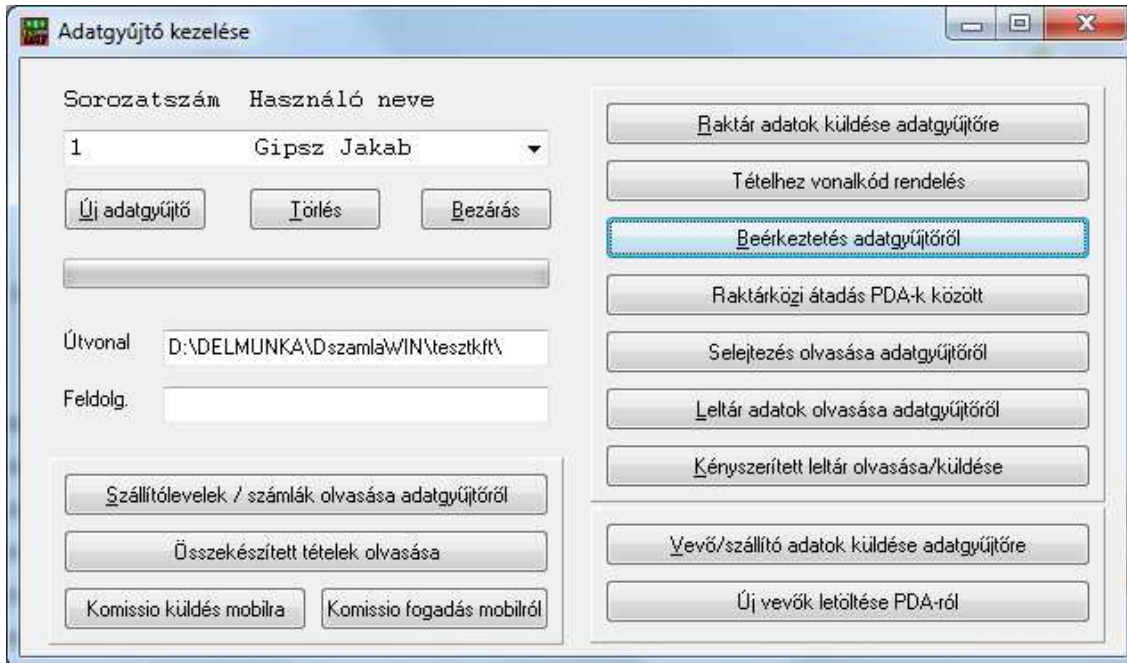 Adatgyűjtő kezelése
Sorozatszám Használó neve
1 Gipsz Jakab
Új adatgyűjtő Törlés Bezárás
Útvonal D:\DELMUNKA\DszamlaWIN\tesztkft\
Feldolg.
Szállítólevelek / számlák olvasása adatgyűjtőről
Összekészített tételek olvasása
Komissio küldés mobilra Komissio fogadás mobilról
Raktár adatok küldése adatgyűjtőre
Tételhez vonalkód rendelés
Beérkeztetés adatgyűjtőről
Raktárközi átadás PDA-k között
Selejtezés olvasása adatgyűjtőről
Leltár adatok olvasása adatgyűjtőről
Kényszerített leltár olvasása/küldése
Vevő/szállító adatok küldése adatgyűjtőre
Új vevők letöltése PDA-ról